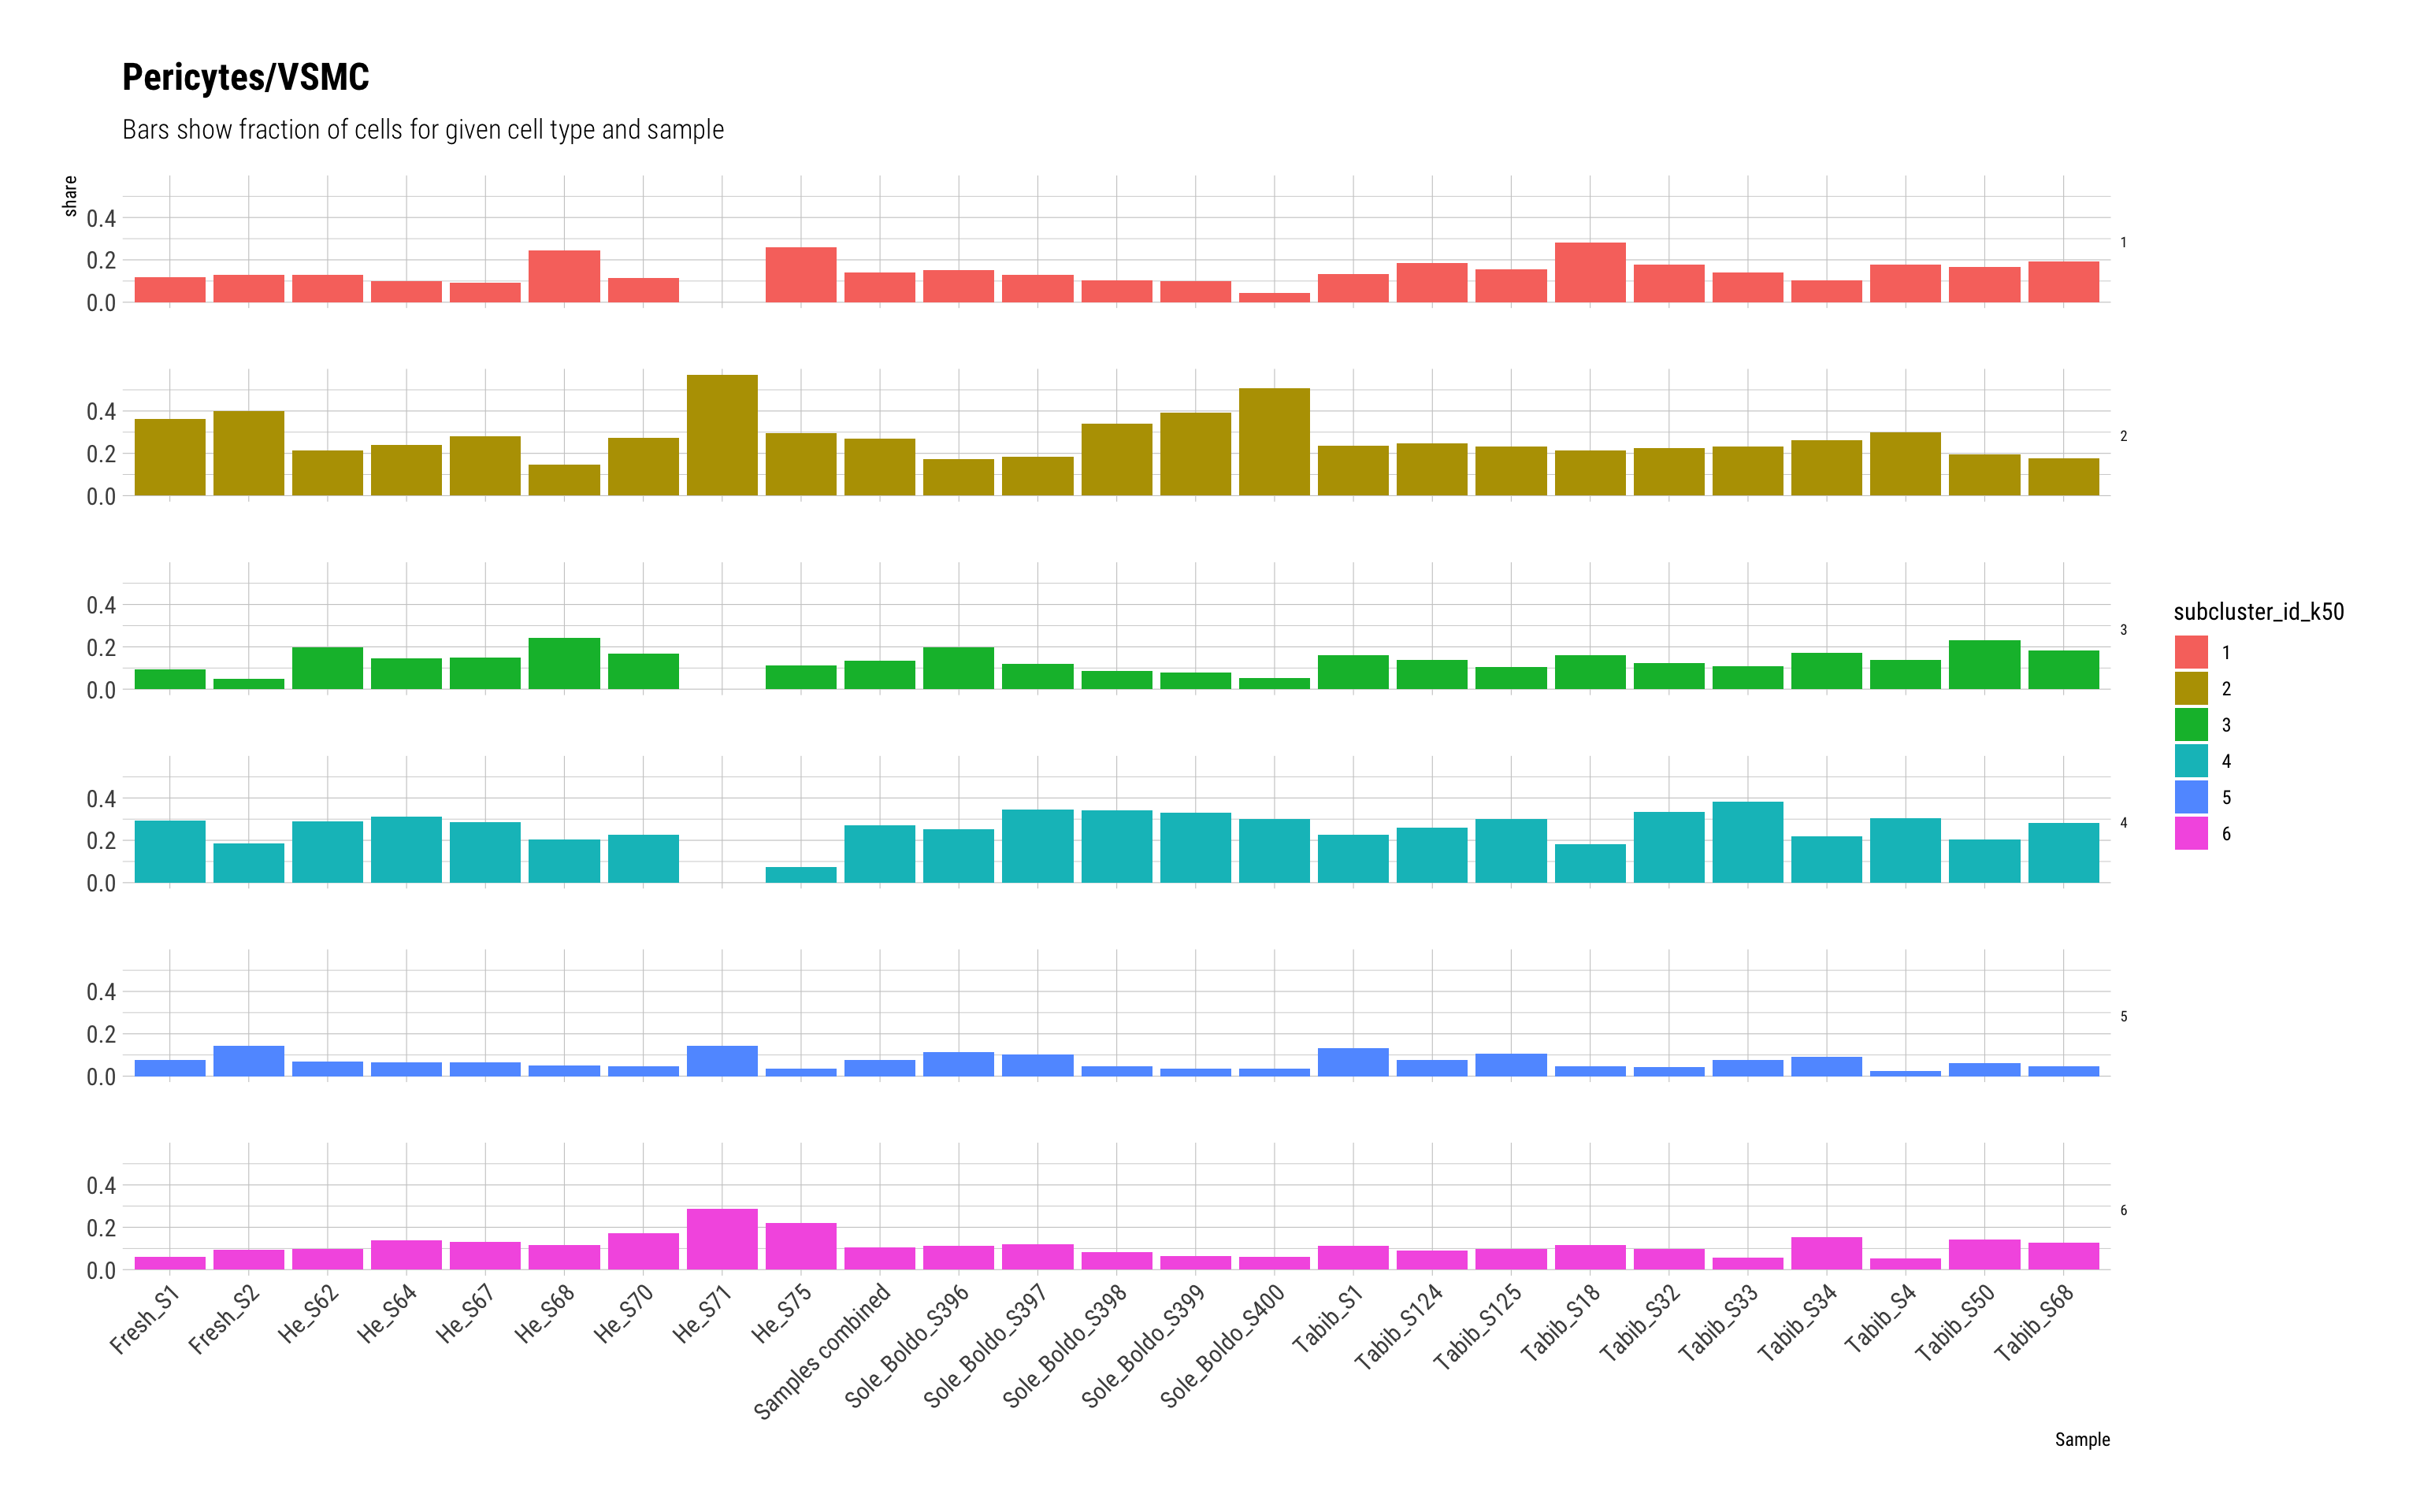 Pericytes/VSMC
Bars show fraction of cells for given cell type and sample
share
0.4
0.2
0.0
1
0.4
0.2
0.0
2
0.4
0.2
0.0
3
0.4
0.2
0.0
4
0.4
0.2
0.0
5
0.4
0.2
0.0
6
Fresh_S1
Fresh_S2
He_S62
He_S64
He_S67
He_S68
He_S70
He_S71
He_S75
Samples combined
Sole_Boldo_S396
Sole_Boldo_S397
Sole_Boldo_S398
Sole_Boldo_S399
Sole_Boldo_S400
Tabib_S1
Tabib_S124
Tabib_S125
Tabib_S18
Tabib_S32
Tabib_S33
Tabib_S34
Tabib_S4
Tabib_S50
Tabib_S68
Sample
subcluster_id_k50
1
2
3
4
5
6